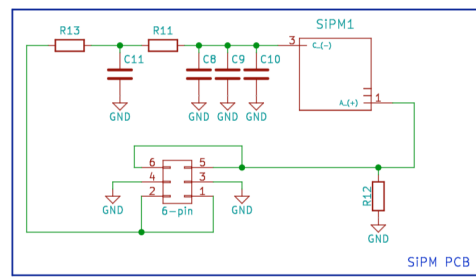 SiPM1
R13
R11
3
C_(-)
C11
C8
C9
C10
A_(+)
1
GND
GND
GND
GND
6
5
4
3
2
1
R12
GND
GND
6-pin
GND
SiPM PCB